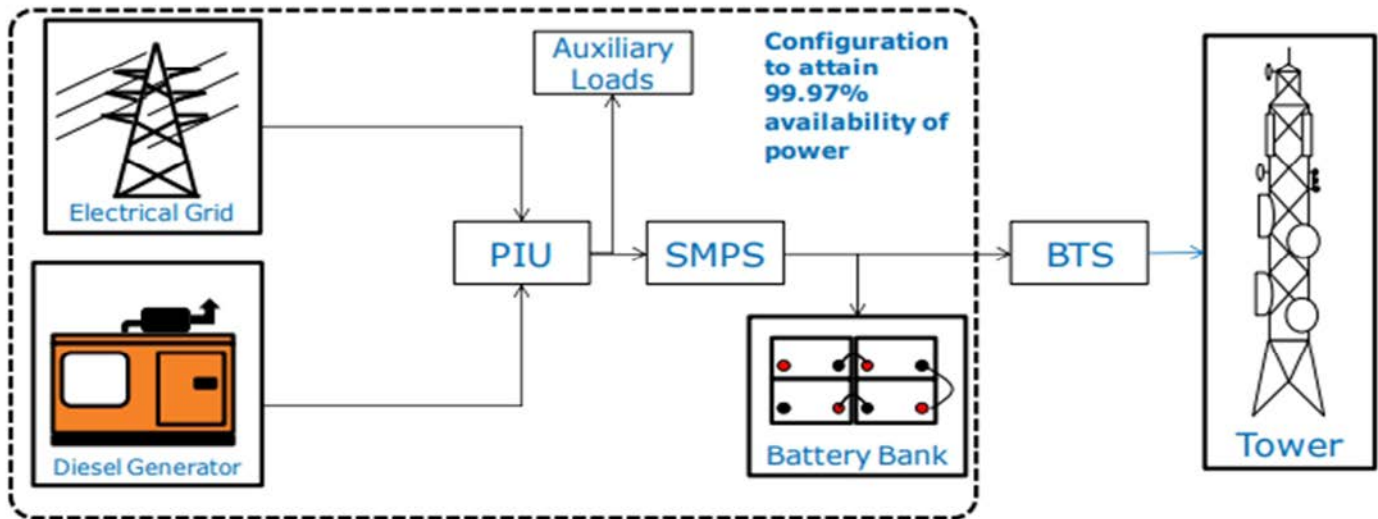 Electrical Grid
Auxiliary
Loads
Configuration
to attain
99.97%
availability of
power
PIU
SMPS
BTS
Diesel Generator
Battery Bank
Tower